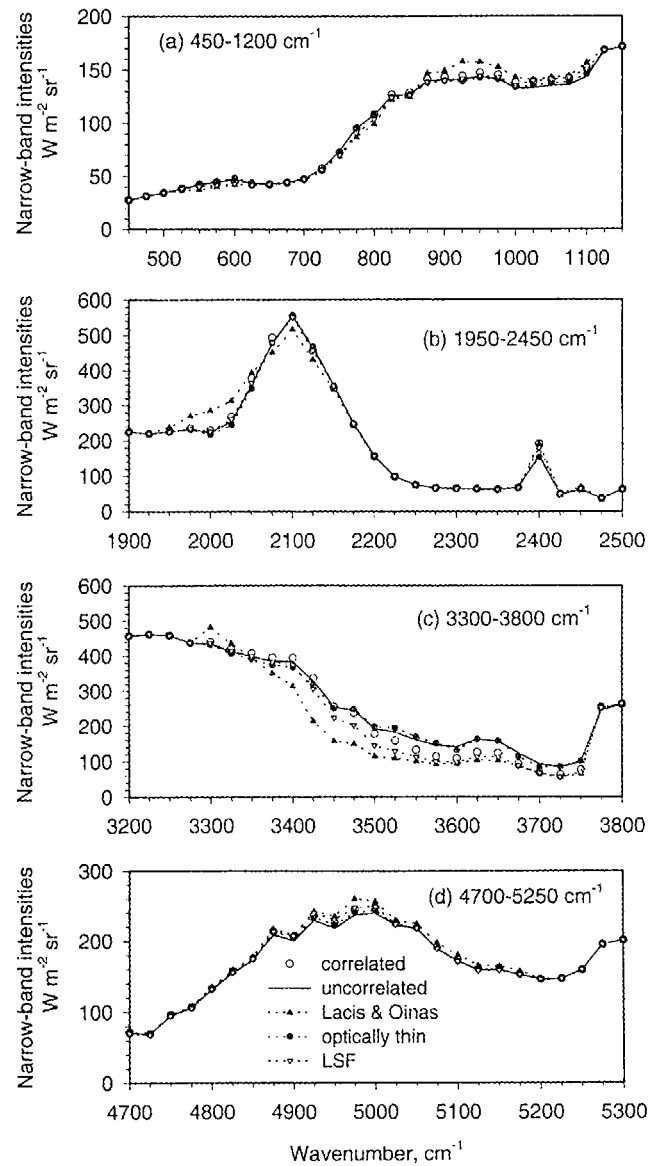 Narrow-band intensities
W m-2 sr-1
200
150
100
50
0
(a) 450-1200 cm-1
500 600 700 800 900 1000 1100
Narrow-band intensities
W m-2 sr-1
600
500
400
300
200
100
0
(b) 1950-2450 cm-1
1900 2000 2100 2200 2300 2400 2500
Narrow-band intensities
W m-2 sr-1
600
500
400
300
200
100
0
(c) 3300-3800 cm-1
3200 3300 3400 3500 3600 3700 3800
Narrow-band intensities
W m-2 sr-1
300
200
100
0
(d) 4700-5250 cm-1
correlated
uncorrelated
Lacis & Oinas
optically thin
LSF
4700 4800 4900 5000 5100 5200 5300
Wavenumber, cm-1